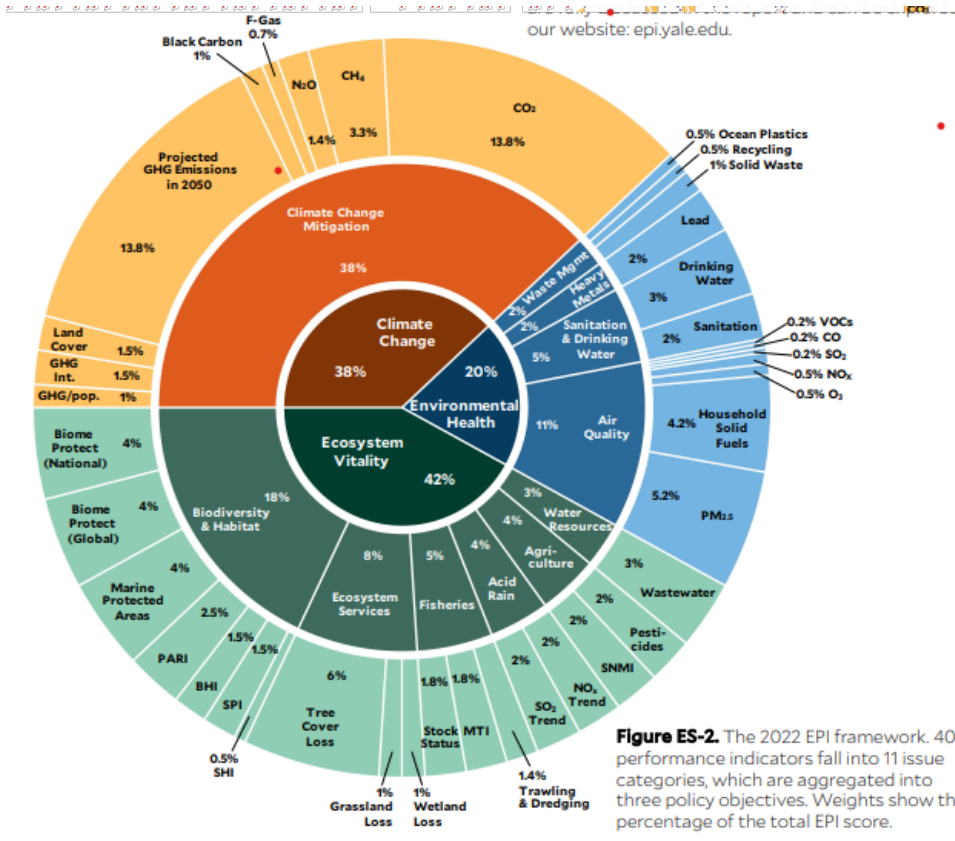 our website: epi.yale.edu.
F-Gas
0.7%
Black Carbon
1%
N2O
1.4%
CH4
3.3%
CO2
13.8%
Projected
GHG Emissions
in 2050
13.8%
Land
Cover
1.5%
GHG
Int.
1.5%
GHG/pop.
1%
Climate Change
Mitigation
38%
Climate
Change
38%
20%
Environmental
Health
Ecosystem
Vitality
42%
Waste Mgmt
2%
Heavy
Metals
2%
Sanitation
& Drinking
Water
5%
11%
Air
Quality
0.5% Ocean Plastics
0.5% Recycling
1% Solid Waste
Lead
2%
Drinking
Water
3%
Sanitation
2%
0.2% VOCs
0.2% CO
0.2% SO2
0.5% NOX
0.5% O3
4.2%
Household
Solid
Fuels
5.2%
PM2.5
3%
Water
Resources
4%
Agri-
culture
4%
Acid
Rain
5%
Fisheries
8%
Ecosystem
Services
18%
Biodiversity
& Habitat
Biome
Protect
(National)
4%
Biome
Protect
(Global)
4%
Marine
Protected
Areas
4%
PARI
2.5%
BHI
1.5%
SPI
1.5%
0.5%
SHI
6%
Tree
Cover
Loss
1%
Grassland
Loss
1%
Wetland
Loss
1.8%
Stock
Status
1.8%
MTI
1.4%
Trawling
& Dredging
2%
SO2
Trend
2%
NOX
Trend
2%
SNMI
2%
Pesti-
cides
3%
Wastewater
Figure ES-2. The 2022 EPI framework. 40
performance indicators fall into 11 issue
categories, which are aggregated into
three policy objectives. Weights show th
percentage of the total EPI score.